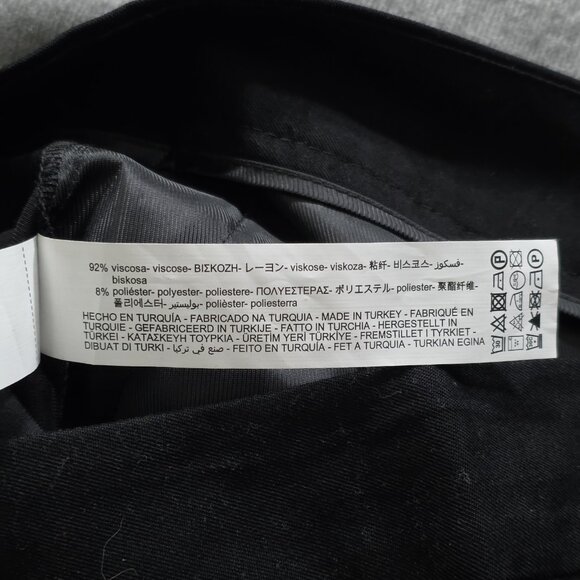 92% viscosa- viscose- ΒΙΣΚΟΖΗ- レーヨン- viskose- viskoza- 粘纤- 비스코스- فسكوز-
biskosa
8% poliéster- polyester- poliestere- ΠΟΛΥΕΣΤΕΡΑΣ- ポリエステル- poliester- 聚酯纤维-
폴리에스터- بوليستير- polièster- poliesterra
HECHO EN TURQUÍA - FABRICADO NA TURQUIA - MADE IN TURKEY - FABRIQUÉ EN
TURQUIE - GEFABRICEERD IN TURKIJE - FATTO IN TURCHIA - HERGESTELLT IN
TÜRKEI - ΚΑΤΑΣΚΕΥΗ ΤΟΥΡΚΙΑ - ÜRETİM YERİ TÜRKİYE - FREMSTILLET I TYRKIET -
DIBUAT DI TURKI - صنع في تركيا - FEITO EN TURQUÍA - FET A TURQUIA - TURKIAN EGINA
P
P